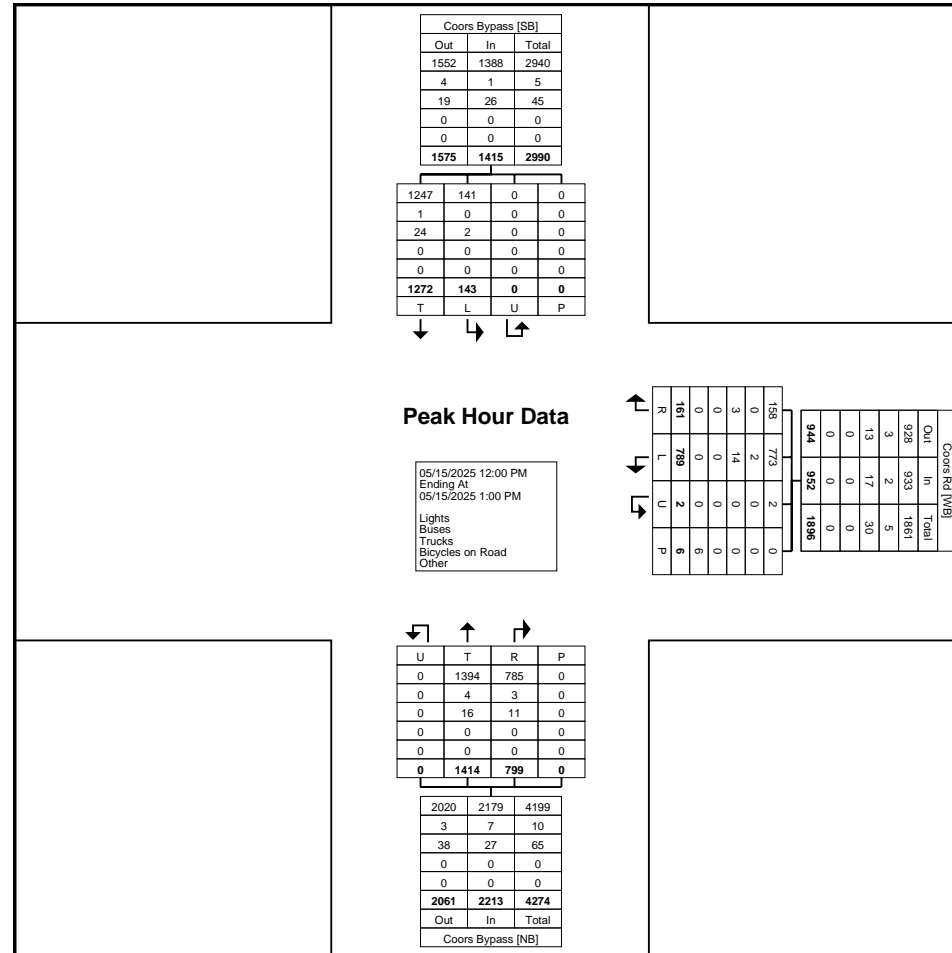 Coors Bypass [SB]
Out In Total
1552 1388 2940
4 1 5
19 26 45
0 0 0
0 0 0
1575 1415 2990
1247 141 0 0
1 0 0 0
24 2 0 0
0 0 0 0
0 0 0 0
1272 143 0 0
T L U P
Peak Hour Data
05/15/2025 12:00 PM
Ending At
05/15/2025 1:00 PM
Lights
Buses
Trucks
Bicycles on Road
Other
Coors Rd [WB]
Out In Total
928 933 1861
3 2 5
13 17 30
0 0 0
0 0 0
944 952 1896
158 773 2 0
0 2 0 0
3 14 0 0
0 0 0 0
0 0 0 6
161 789 2 6
R L U P
U T R P
0 1394 785 0
0 4 3 0
0 16 11 0
0 0 0 0
0 0 0 0
0 1414 799 0
2020 2179 4199
3 7 10
38 27 65
0 0 0
0 0 0
2061 2213 4274
Out In Total
Coors Bypass [NB]